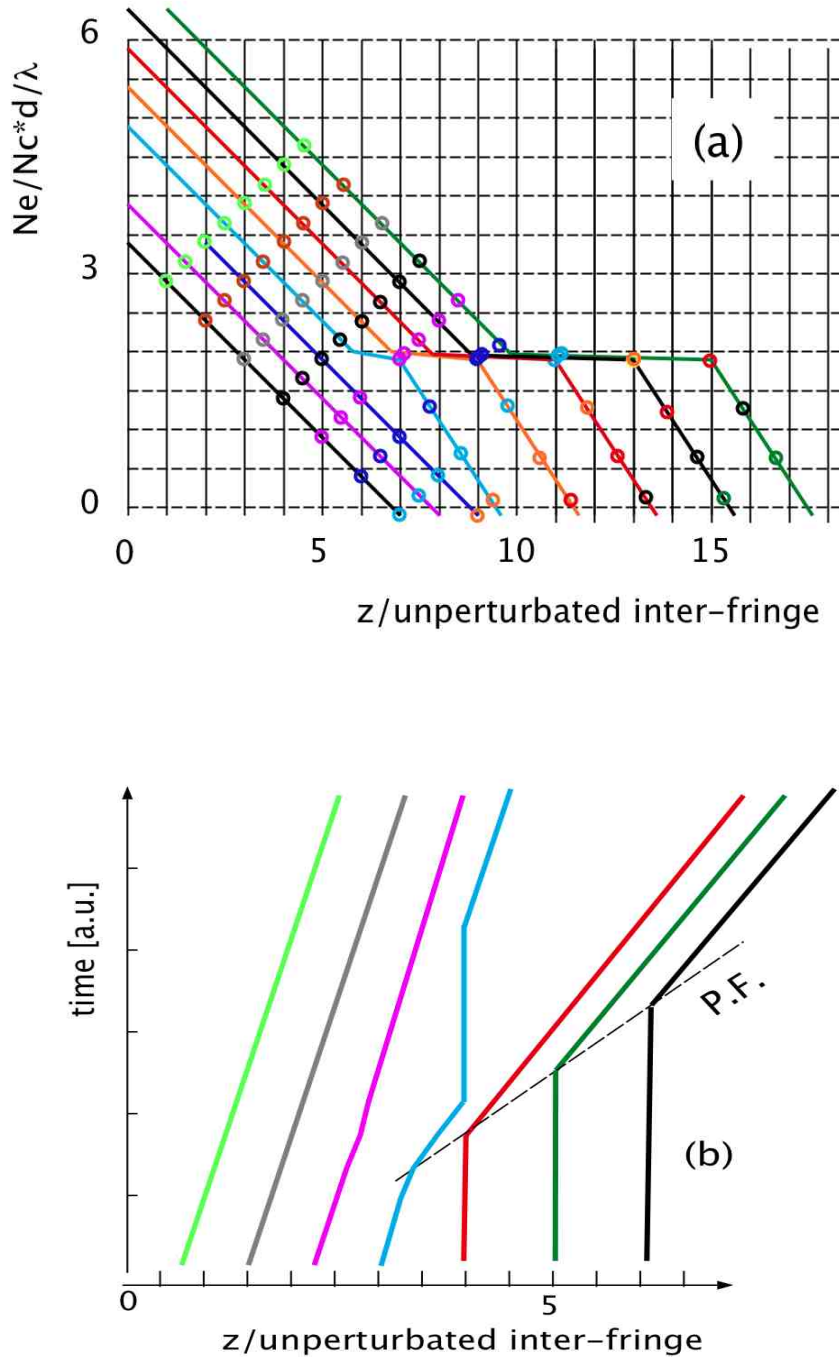 6
Ne/Nc*d/λ
(a)
3
0
0 5 10 15
z/unperturbated inter-fringe
time [a.u.]
P.F.
(b)
0 5
z/unperturbated inter-fringe